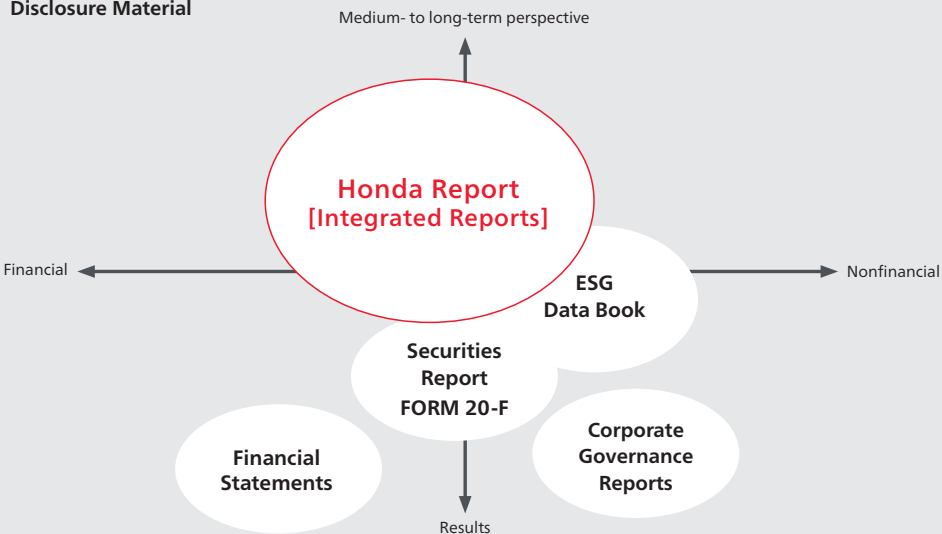 Disclosure Material
Medium- to long-term perspective
Honda Report
[Integrated Reports]
Financial
Nonfinancial
ESG
Data Book
Securities
Report
FORM 20-F
Corporate
Governance
Reports
Financial
Statements
Results